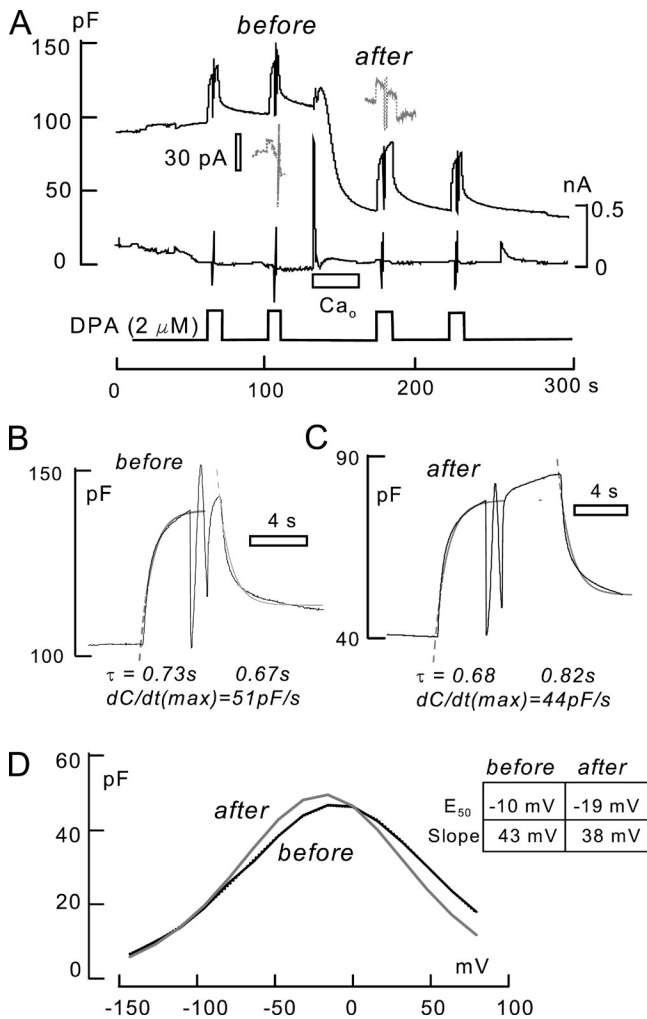 A
pF
before
150
after
100
30 pA
50
nA
0.5
0
0
Ca₀
DPA (2 μM)
0
100
200
300 s
B
before
150
pF
4 s
100
τ = 0.73s 0.67s
dC/dt(max)=51pF/s
C
90
after
pF
4 s
40
τ = 0.68 0.82s
dC/dt(max)=44pF/s
D
60
pF
before after
E₅₀ -10 mV -19 mV
Slope 43 mV 38 mV
after
before
40
20
0
mV
-150 -100 -50 0 50 100